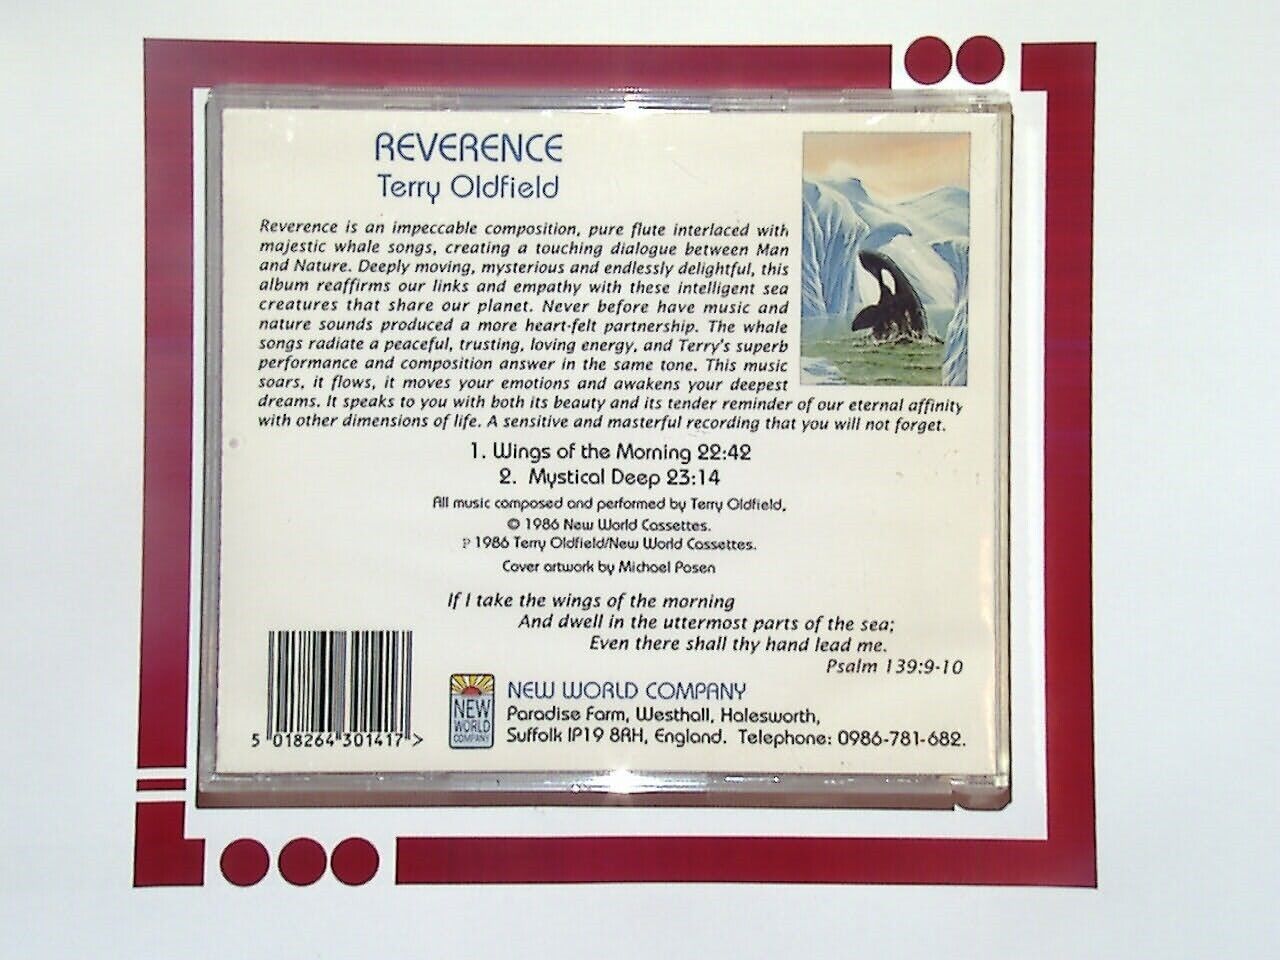 REVERENCE
Terry Oldfield
Reverence is an impeccable composition, pure flute interlaced with
majestic whale songs, creating a touching dialogue between Man
and Nature. Deeply moving, mysterious and endlessly delightful, this
album reaffirms our links and empathy with these intelligent sea
creatures that share our planet. Never before have music and
nature sounds produced a more heart-felt partnership. The whale
songs radiate a peaceful, trusting, loving energy, and Terry's superb
performance and composition answer in the same tone. This music
soars, it flows, it moves your emotions and awakens your deepest
dreams. It speaks to you with both its beauty and its tender reminder of our eternal affinity
with other dimensions of life. A sensitive and masterful recording that you will not forget.
1. Wings of the Morning 22:42
2. Mystical Deep 23:14
All music composed and performed by Terry Oldfield.
© 1986 New World Cassettes.
P 1986 Terry Oldfield/New World Cassettes.
Cover artwork by Michael Posen
If I take the wings of the morning
And dwell in the uttermost parts of the sea;
Even there shall thy hand lead me.
Psalm 139:9-10
5 018264 301417 >
NEW
WORLD
COMPANY
NEW WORLD COMPANY
Paradise Farm, Westhall, Halesworth,
Suffolk IP19 8RH, England. Telephone: 0986-781-682.